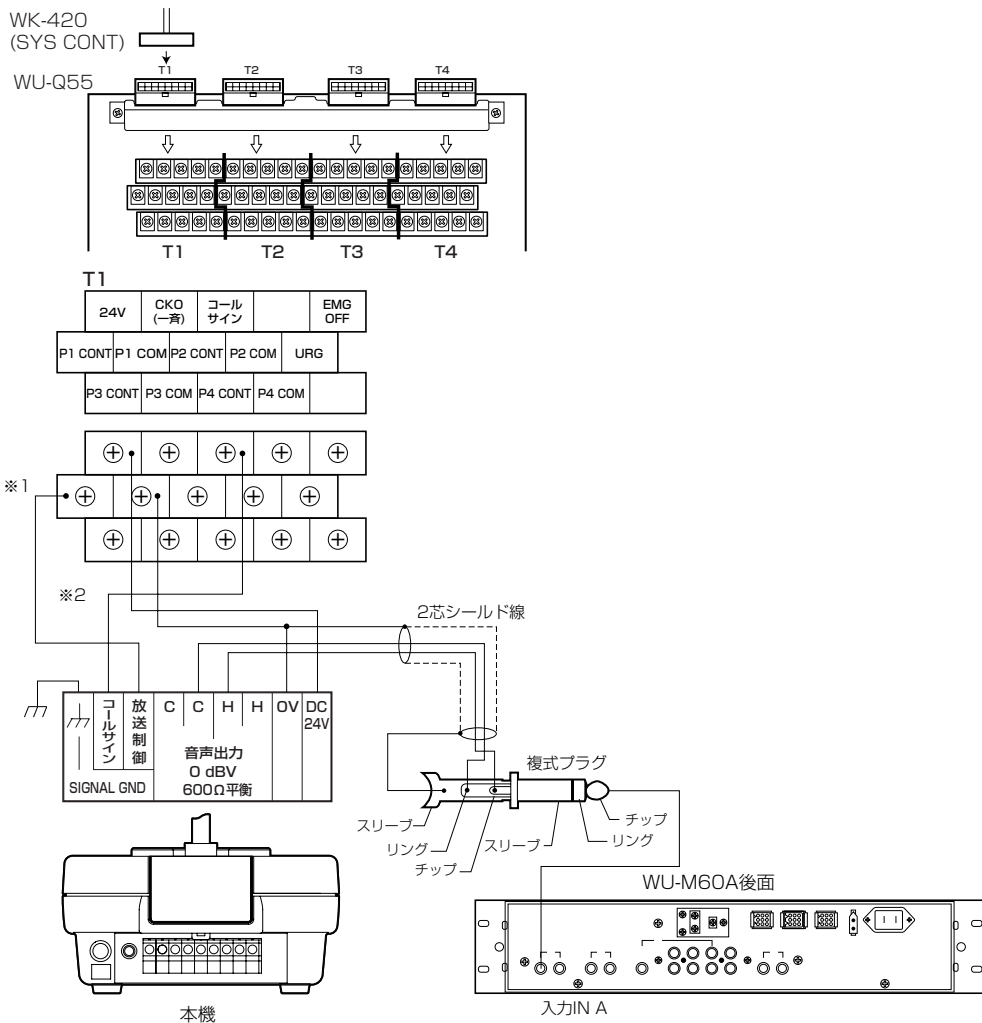 WK-420
(SYS CONT)
WU-Q55
T1 T2 T3 T4
T1 T2 T3 T4
T1
24V CKO (一斉) コールサイン EMG OFF
P1 CONT P1 COM P2 CONT P2 COM URG
P3 CONT P3 COM P4 CONT P4 COM
※1
※2
2芯シールド線
コールサイン 放送制御 C C H H 0V DC 24V
SIGNAL GND
音声出力
0 dBV
600Ω平衡
複式プラグ
スリーブ
リング
チップ
スリーブ
リング
チップ
WU-M60A後面
入力IN A
本機